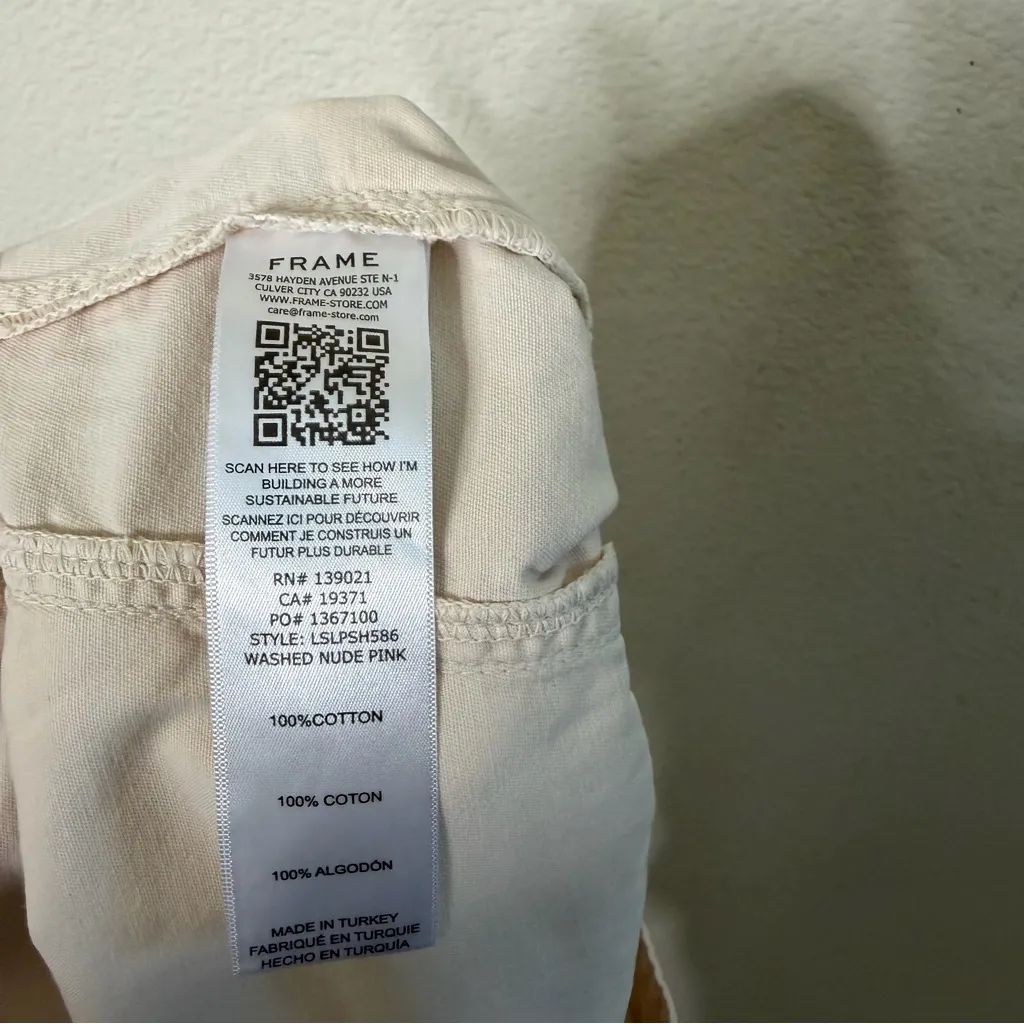 FRAME
3578 HAYDEN AVENUE STE N-1
CULVER CITY CA 90232 USA
WWW.FRAME-STORE.COM
care@frame-store.com
SCAN HERE TO SEE HOW I'M
BUILDING A MORE
SUSTAINABLE FUTURE
SCANNEZ ICI POUR DÉCOUVRIR
COMMENT JE CONSTRUIS UN
FUTUR PLUS DURABLE
RN# 139021
CA# 19371
PO# 1367100
STYLE: LSLPSH586
WASHED NUDE PINK
100%COTTON
100% COTON
100% ALGODÓN
MADE IN TURKEY
FABRIQUÉ EN TURQUIE
HECHO EN TURQUÍA